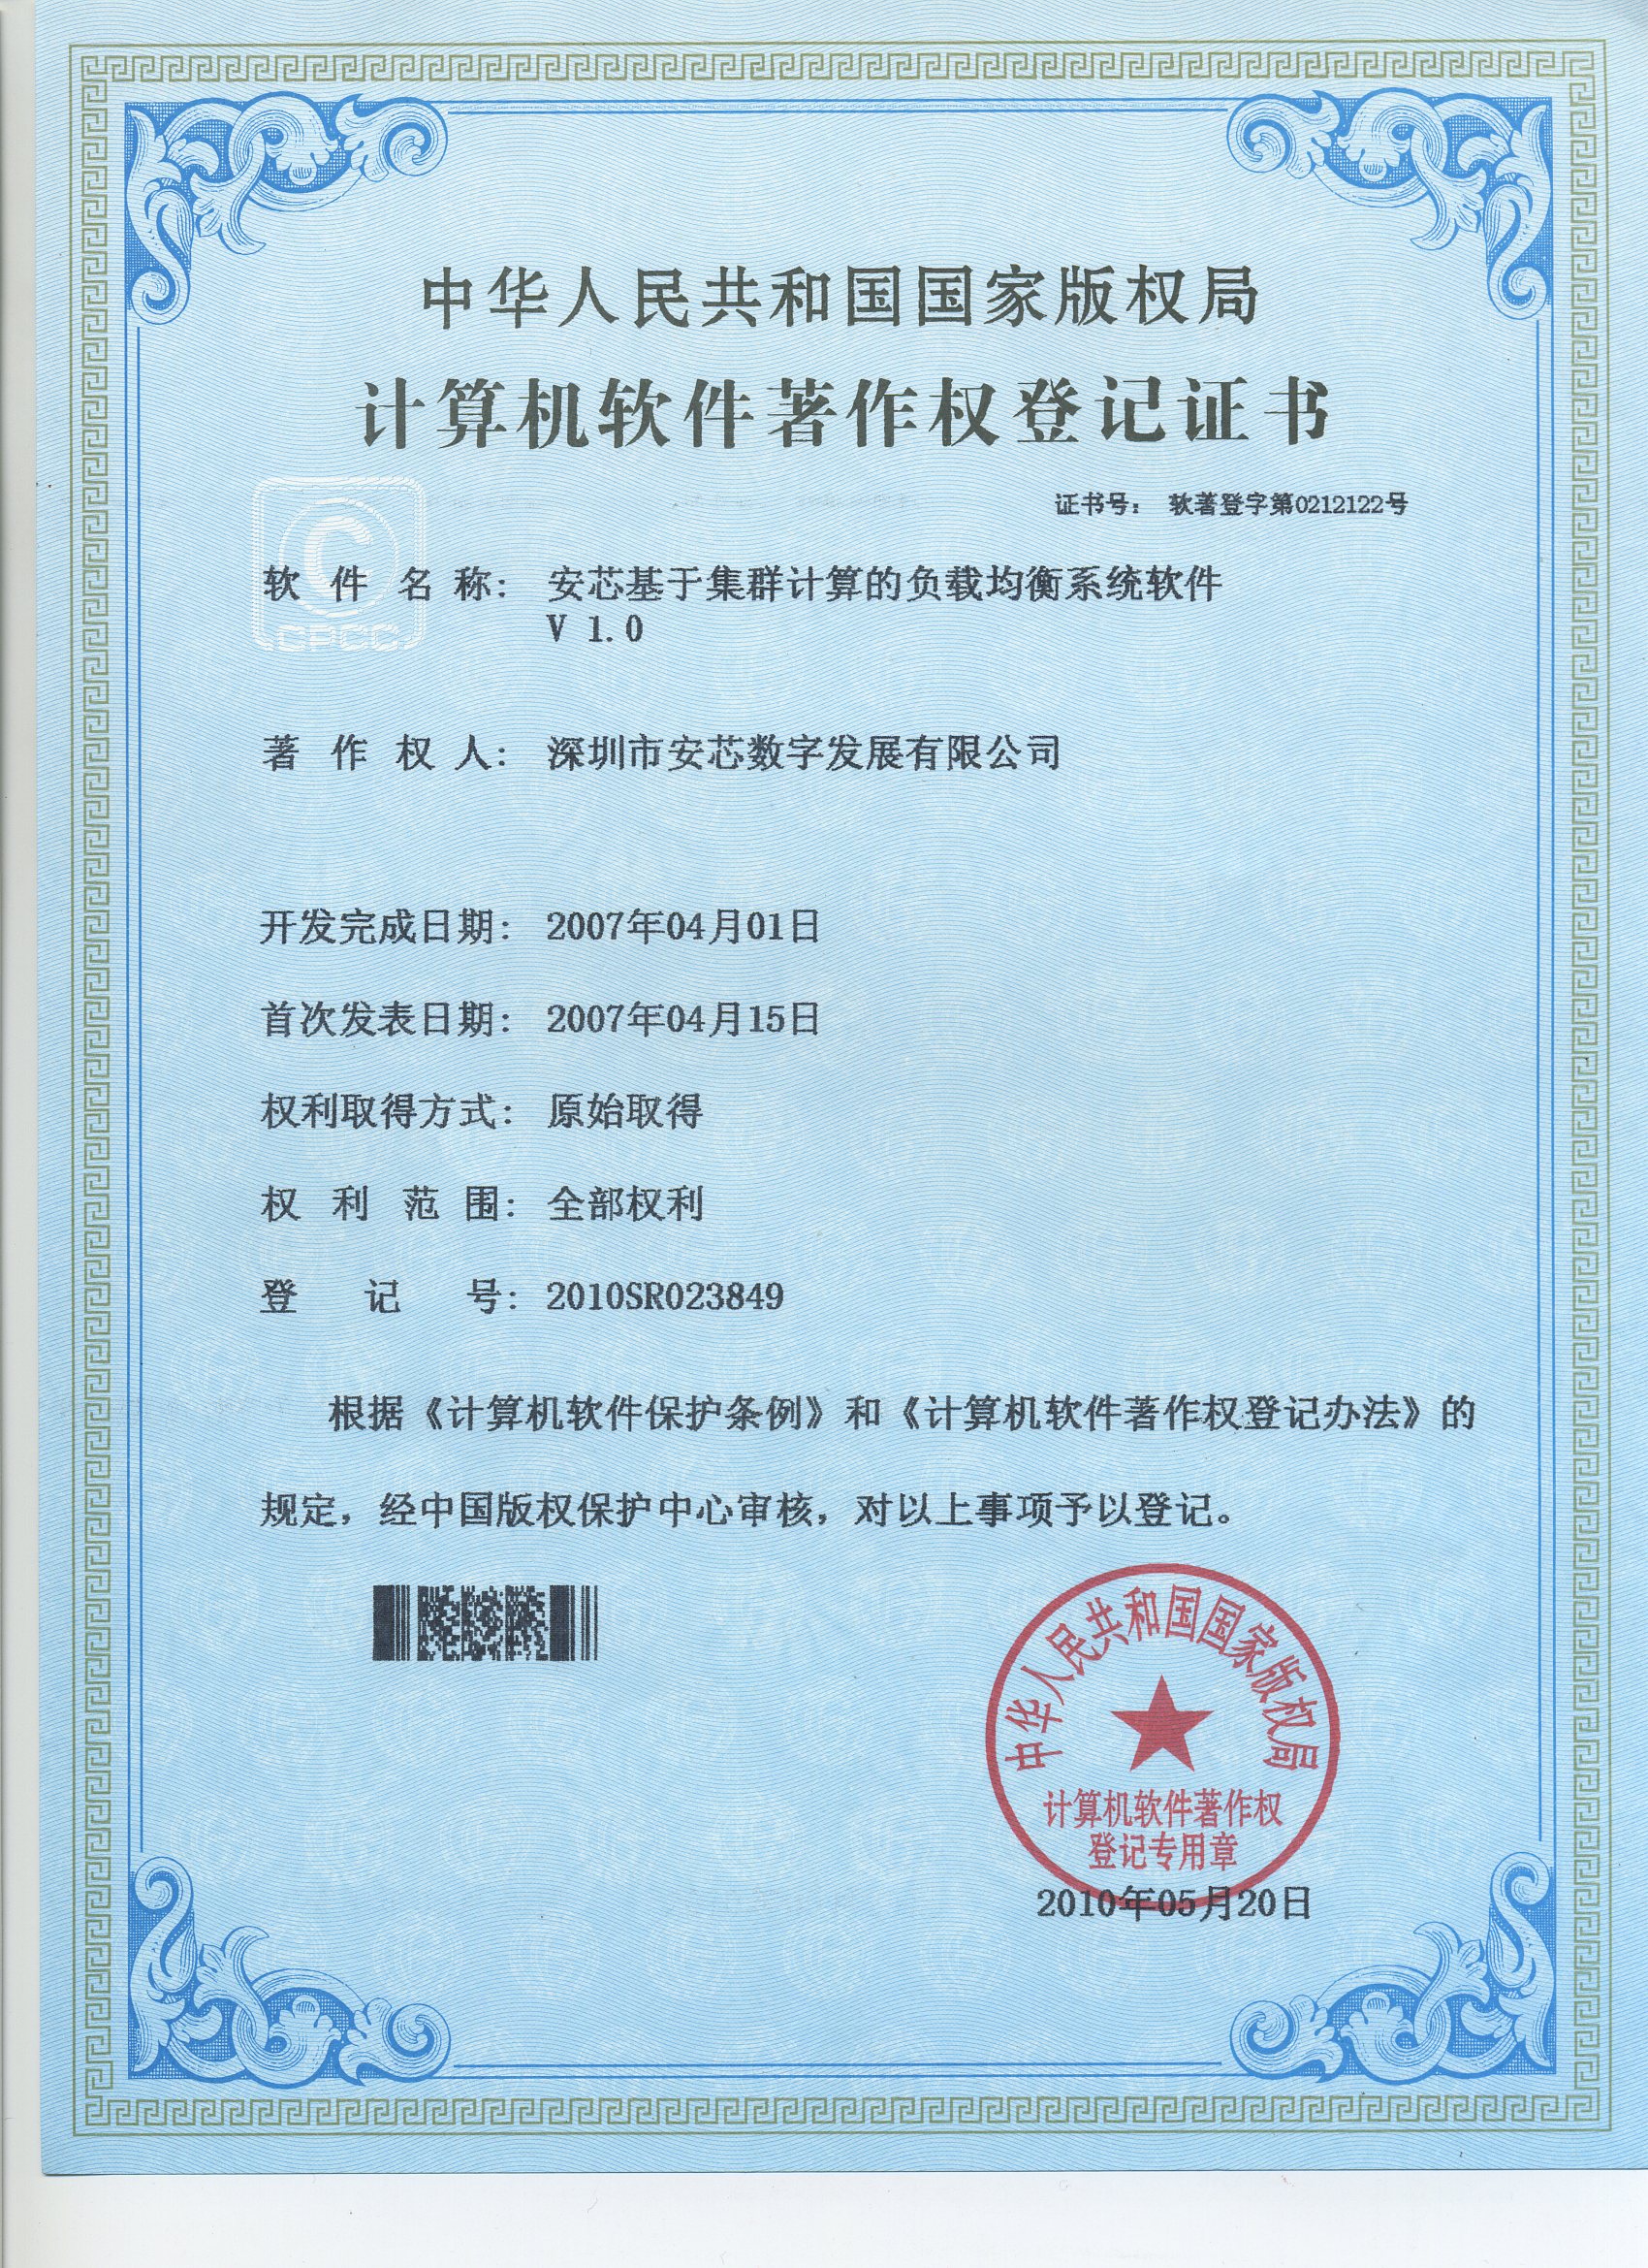 中华人民共和国国家版权局
计算机软件著作权登记证书
证书号： 软著登字第0212122号
CPCC
软件名称： 安芯基于集群计算的负载均衡系统软件
V 1.0
著作权人： 深圳市安芯数字发展有限公司
开发完成日期： 2007年04月01日
首次发表日期： 2007年04月15日
权利取得方式： 原始取得
权利范围： 全部权利
登记号： 2010SR023849
根据《计算机软件保护条例》和《计算机软件著作权登记办法》的
规定，经中国版权保护中心审核，对以上事项予以登记。
中华人民共和国国家版权局
计算机软件著作权
登记专用章
2010年05月20日